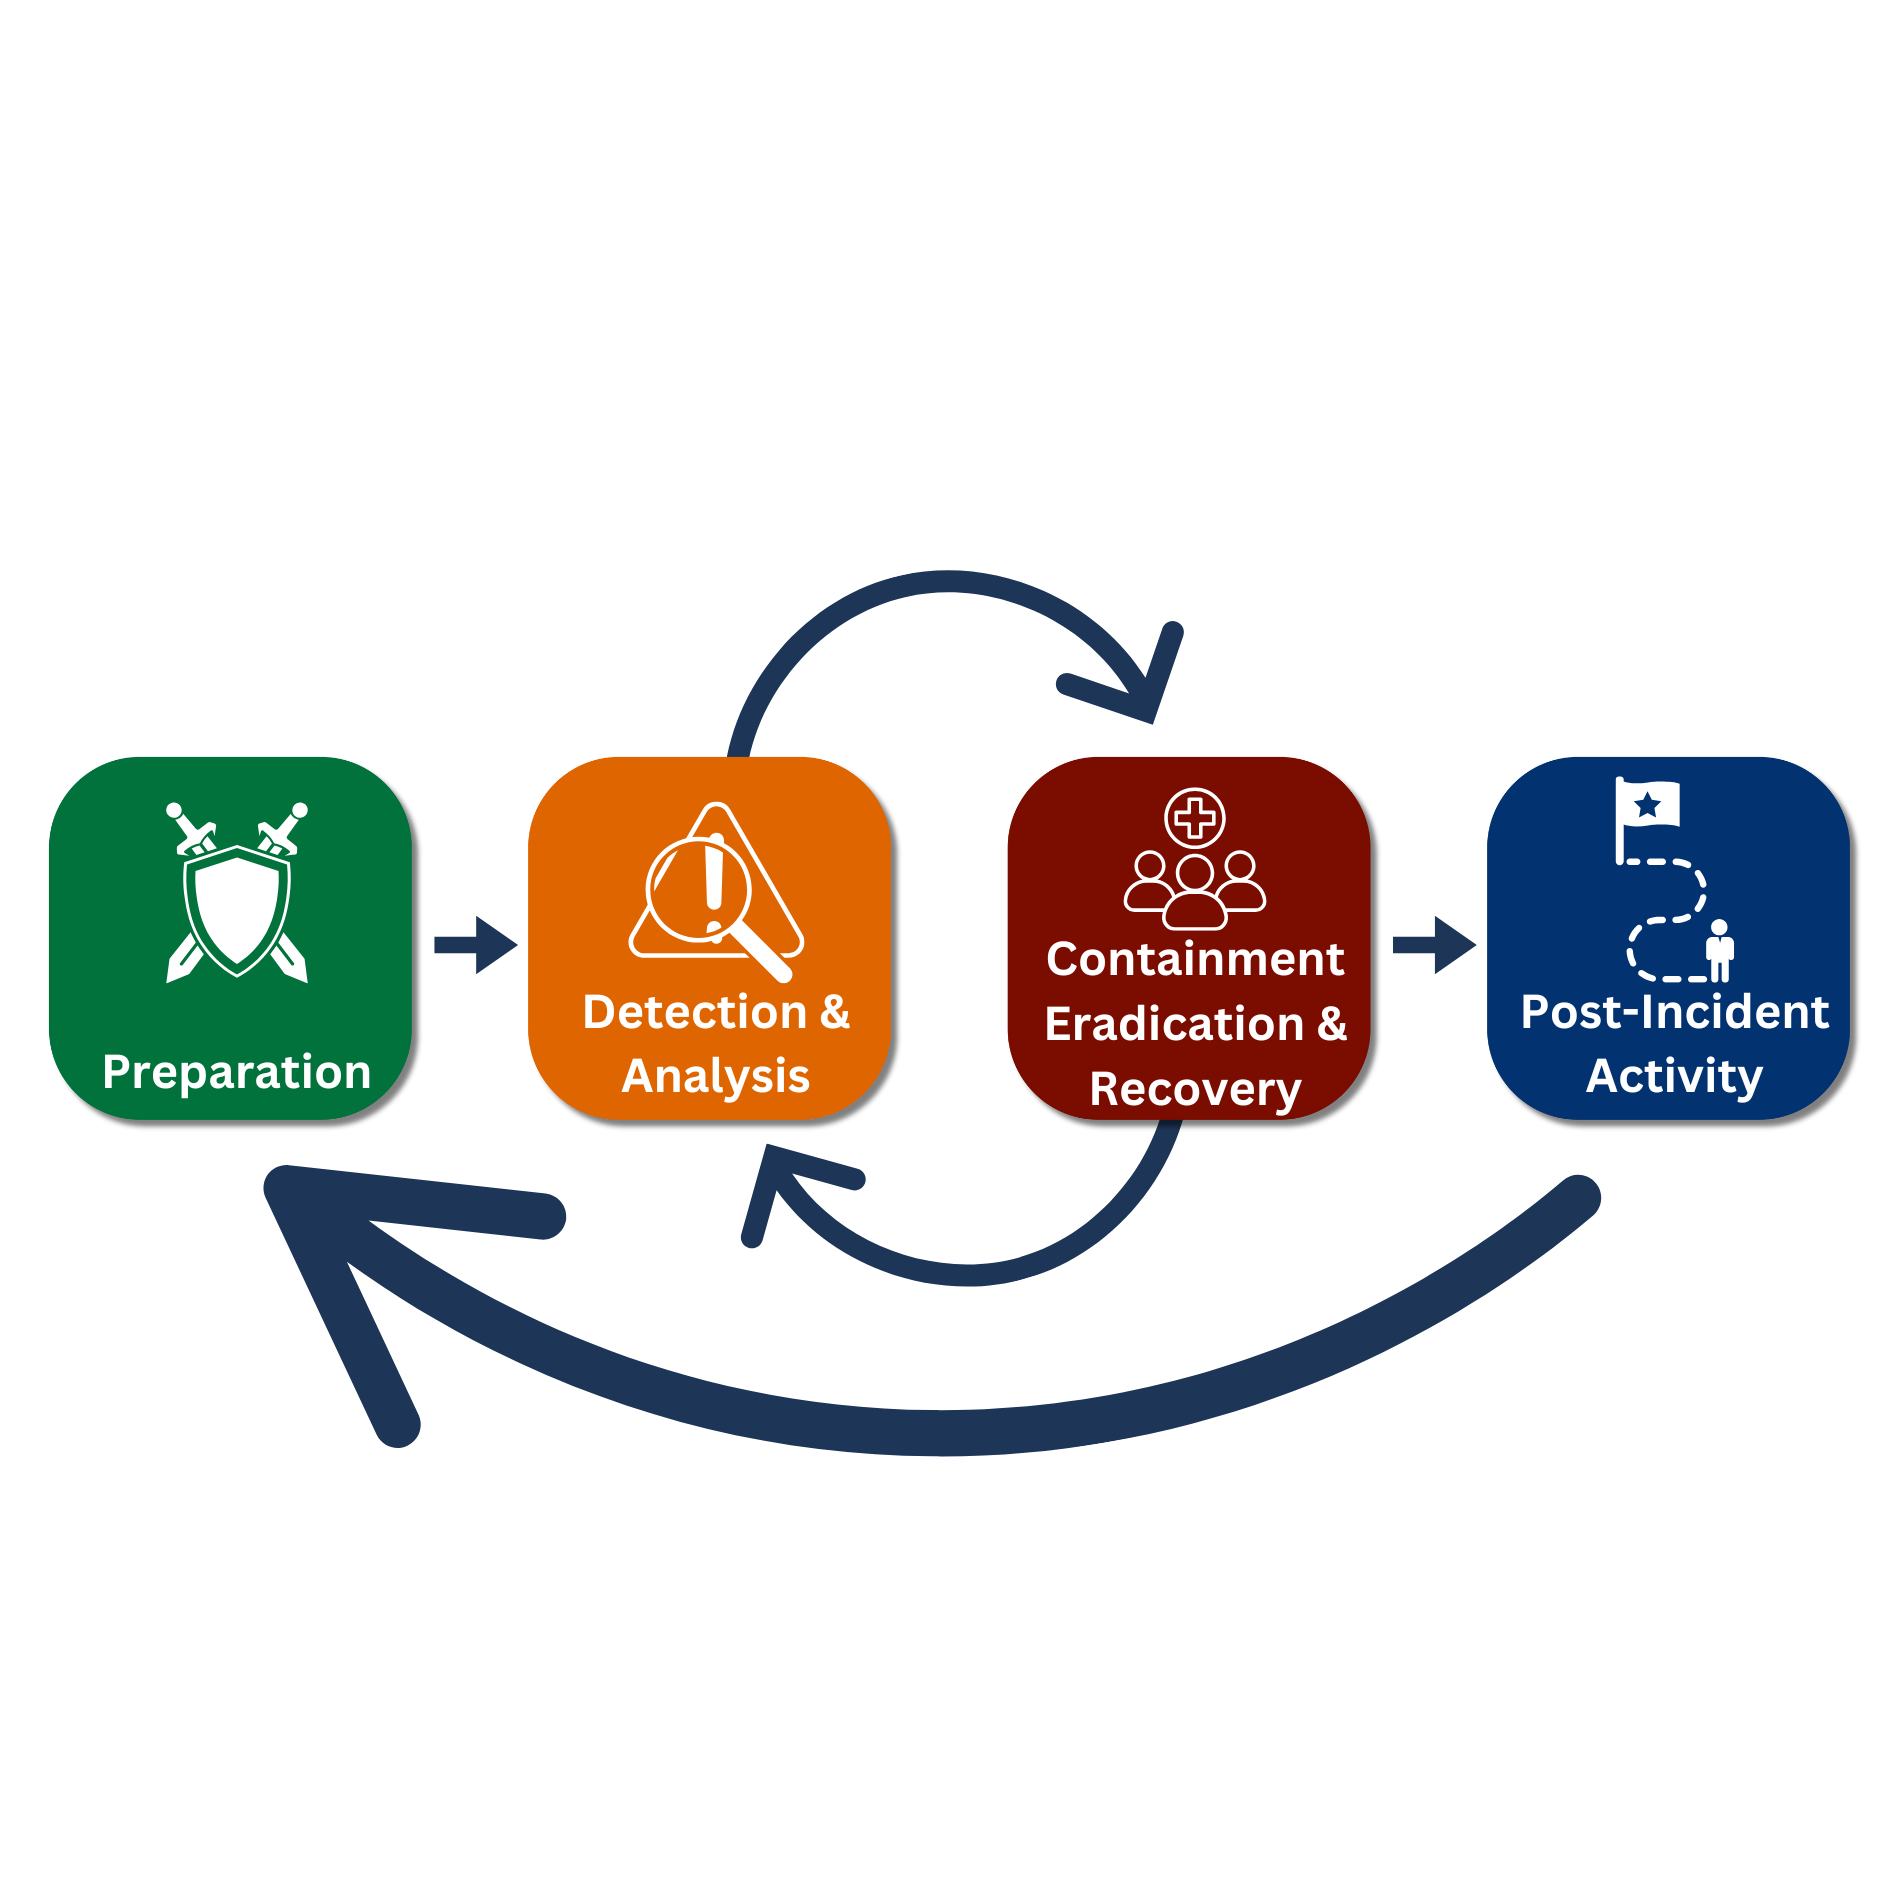 Preparation
Detection &
Analysis
Containment
Eradication &
Recovery
Post-Incident
Activity